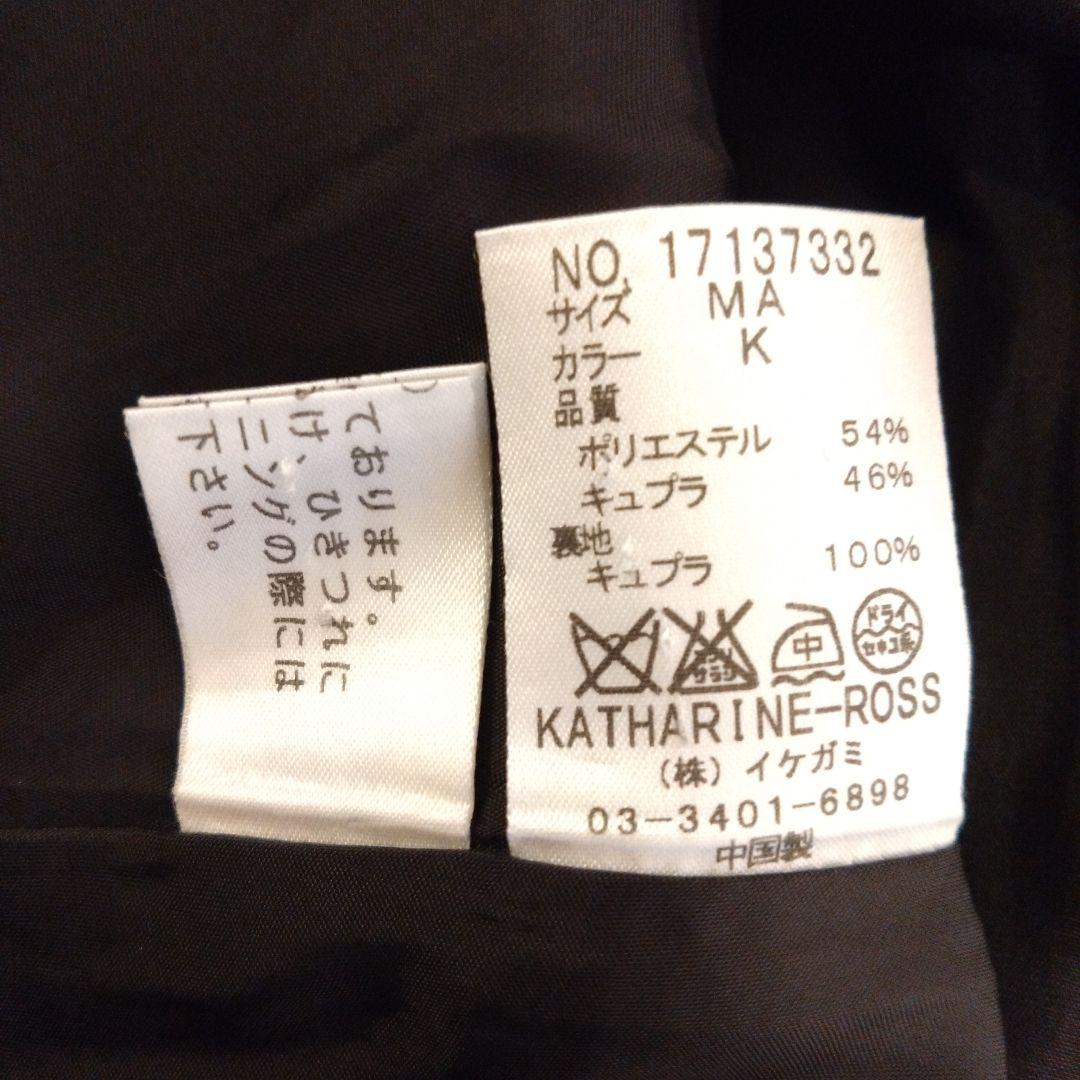 NO. 17137332
サイズ MA
カラー K
品質
ポリエステル 54%
キュプラ 46%
裏地
キュプラ 100%
中
ドライ
セキユ系
KATHARINE-ROSS
(株) イケガミ
03-3401-6898
中国製
ております。
け、ひきつれに
ニングの際には
下さい。